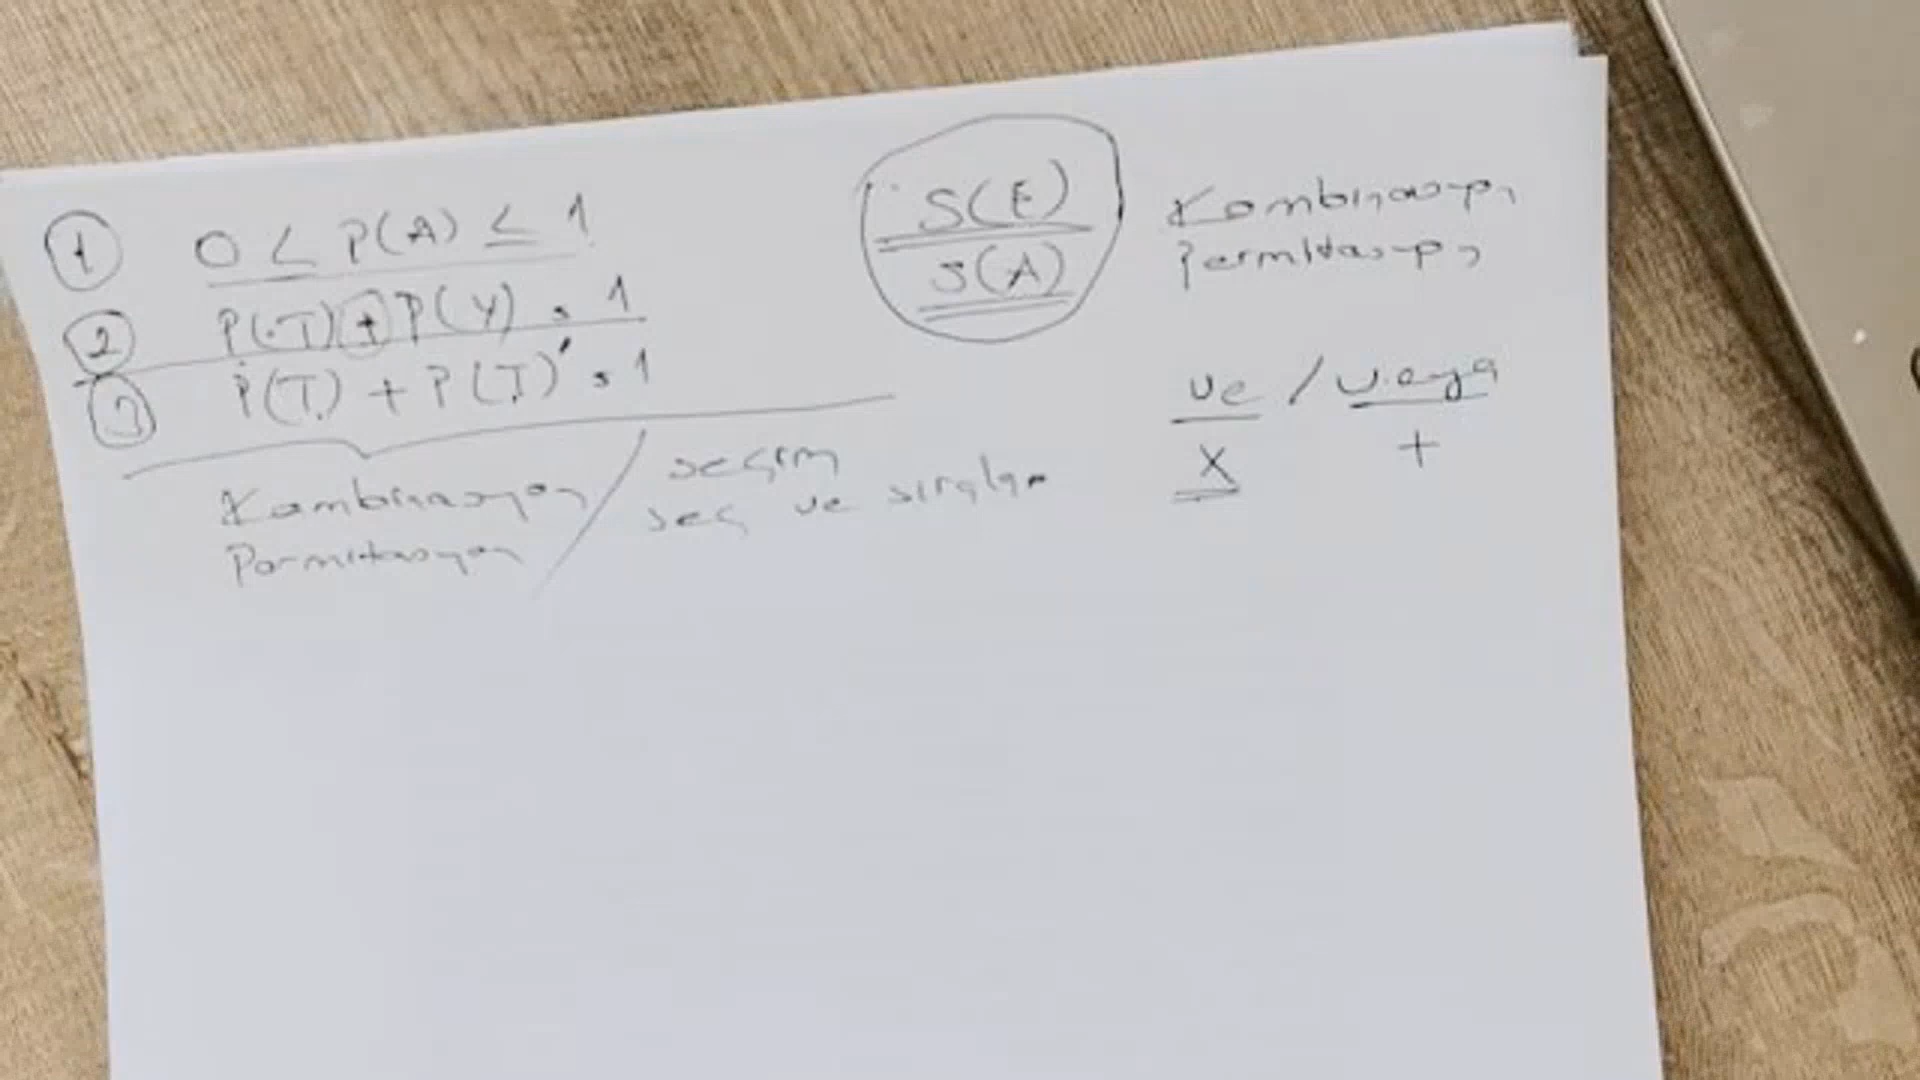 1 0 ≤ P(A) ≤ 1
2 P(T) + P(Y) = 1
3 P(T) + P(T)' = 1
Kombinasyon / seçim
Permütasyon / seç ve sırala
S(E)
S(A)
Kombinasyon
Permütasyon
ve / veya
x +